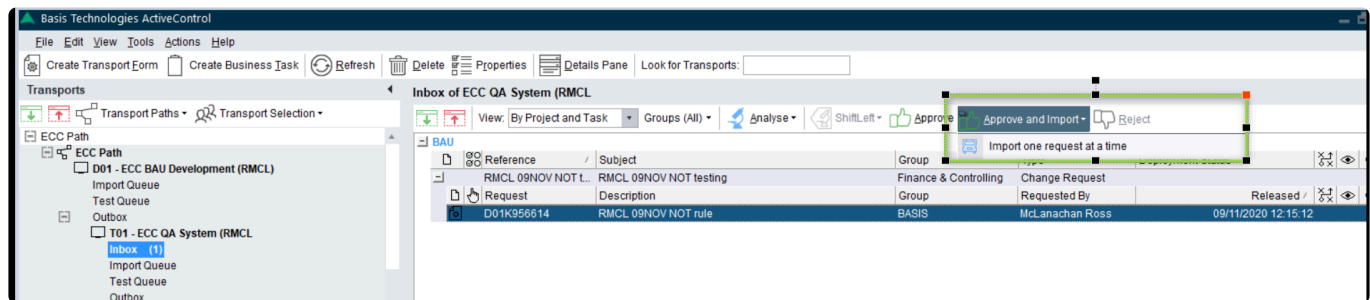 Basis Technologies ActiveControl
File Edit View Tools Actions Help
Create Transport Form Create Business Task Refresh Delete Properties Details Pane Look for Transports:
Transports
Transport Paths Transport Selection
ECC Path
ECC Path
D01 - ECC BAU Development (RMCL)
Import Queue
Test Queue
Outbox
T01 - ECC QA System (RMCL
Inbox (1)
Import Queue
Test Queue
Outbox
Inbox of ECC QA System (RMCL
View: By Project and Task Groups (All) Analyse ShiftLeft Approve Approve and Import Reject
Import one request at a time
BAU
Reference / Subject Group
RMCL 09NOV NOT t... RMCL 09NOV NOT testing Finance & Controlling Change Request
Request Description Group Requested By Released /
D01K956614 RMCL 09NOV NOT rule BASIS McLanachan Ross 09/11/2020 12:15:12